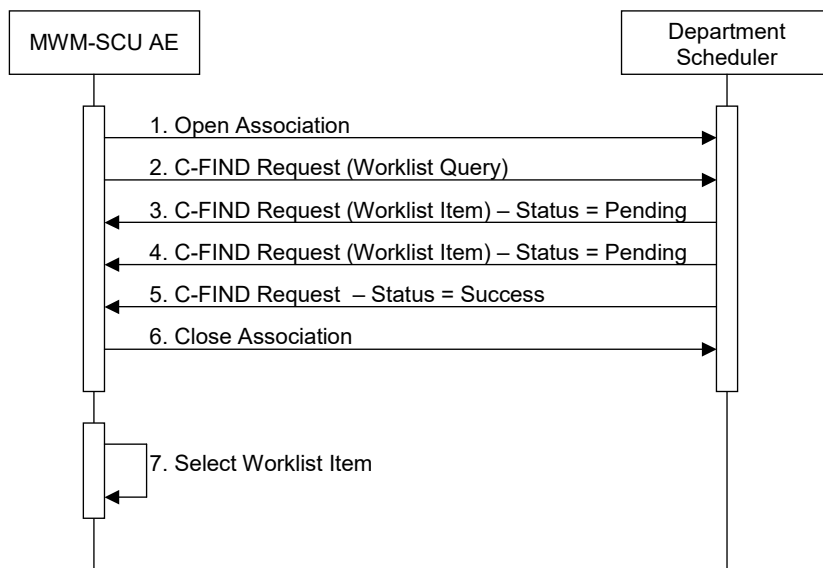 MWM-SCU AE
Department
Scheduler
1. Open Association
2. C-FIND Request (Worklist Query)
3. C-FIND Request (Worklist Item) – Status = Pending
4. C-FIND Request (Worklist Item) – Status = Pending
5. C-FIND Request  – Status = Success
6. Close Association
7. Select Worklist Item